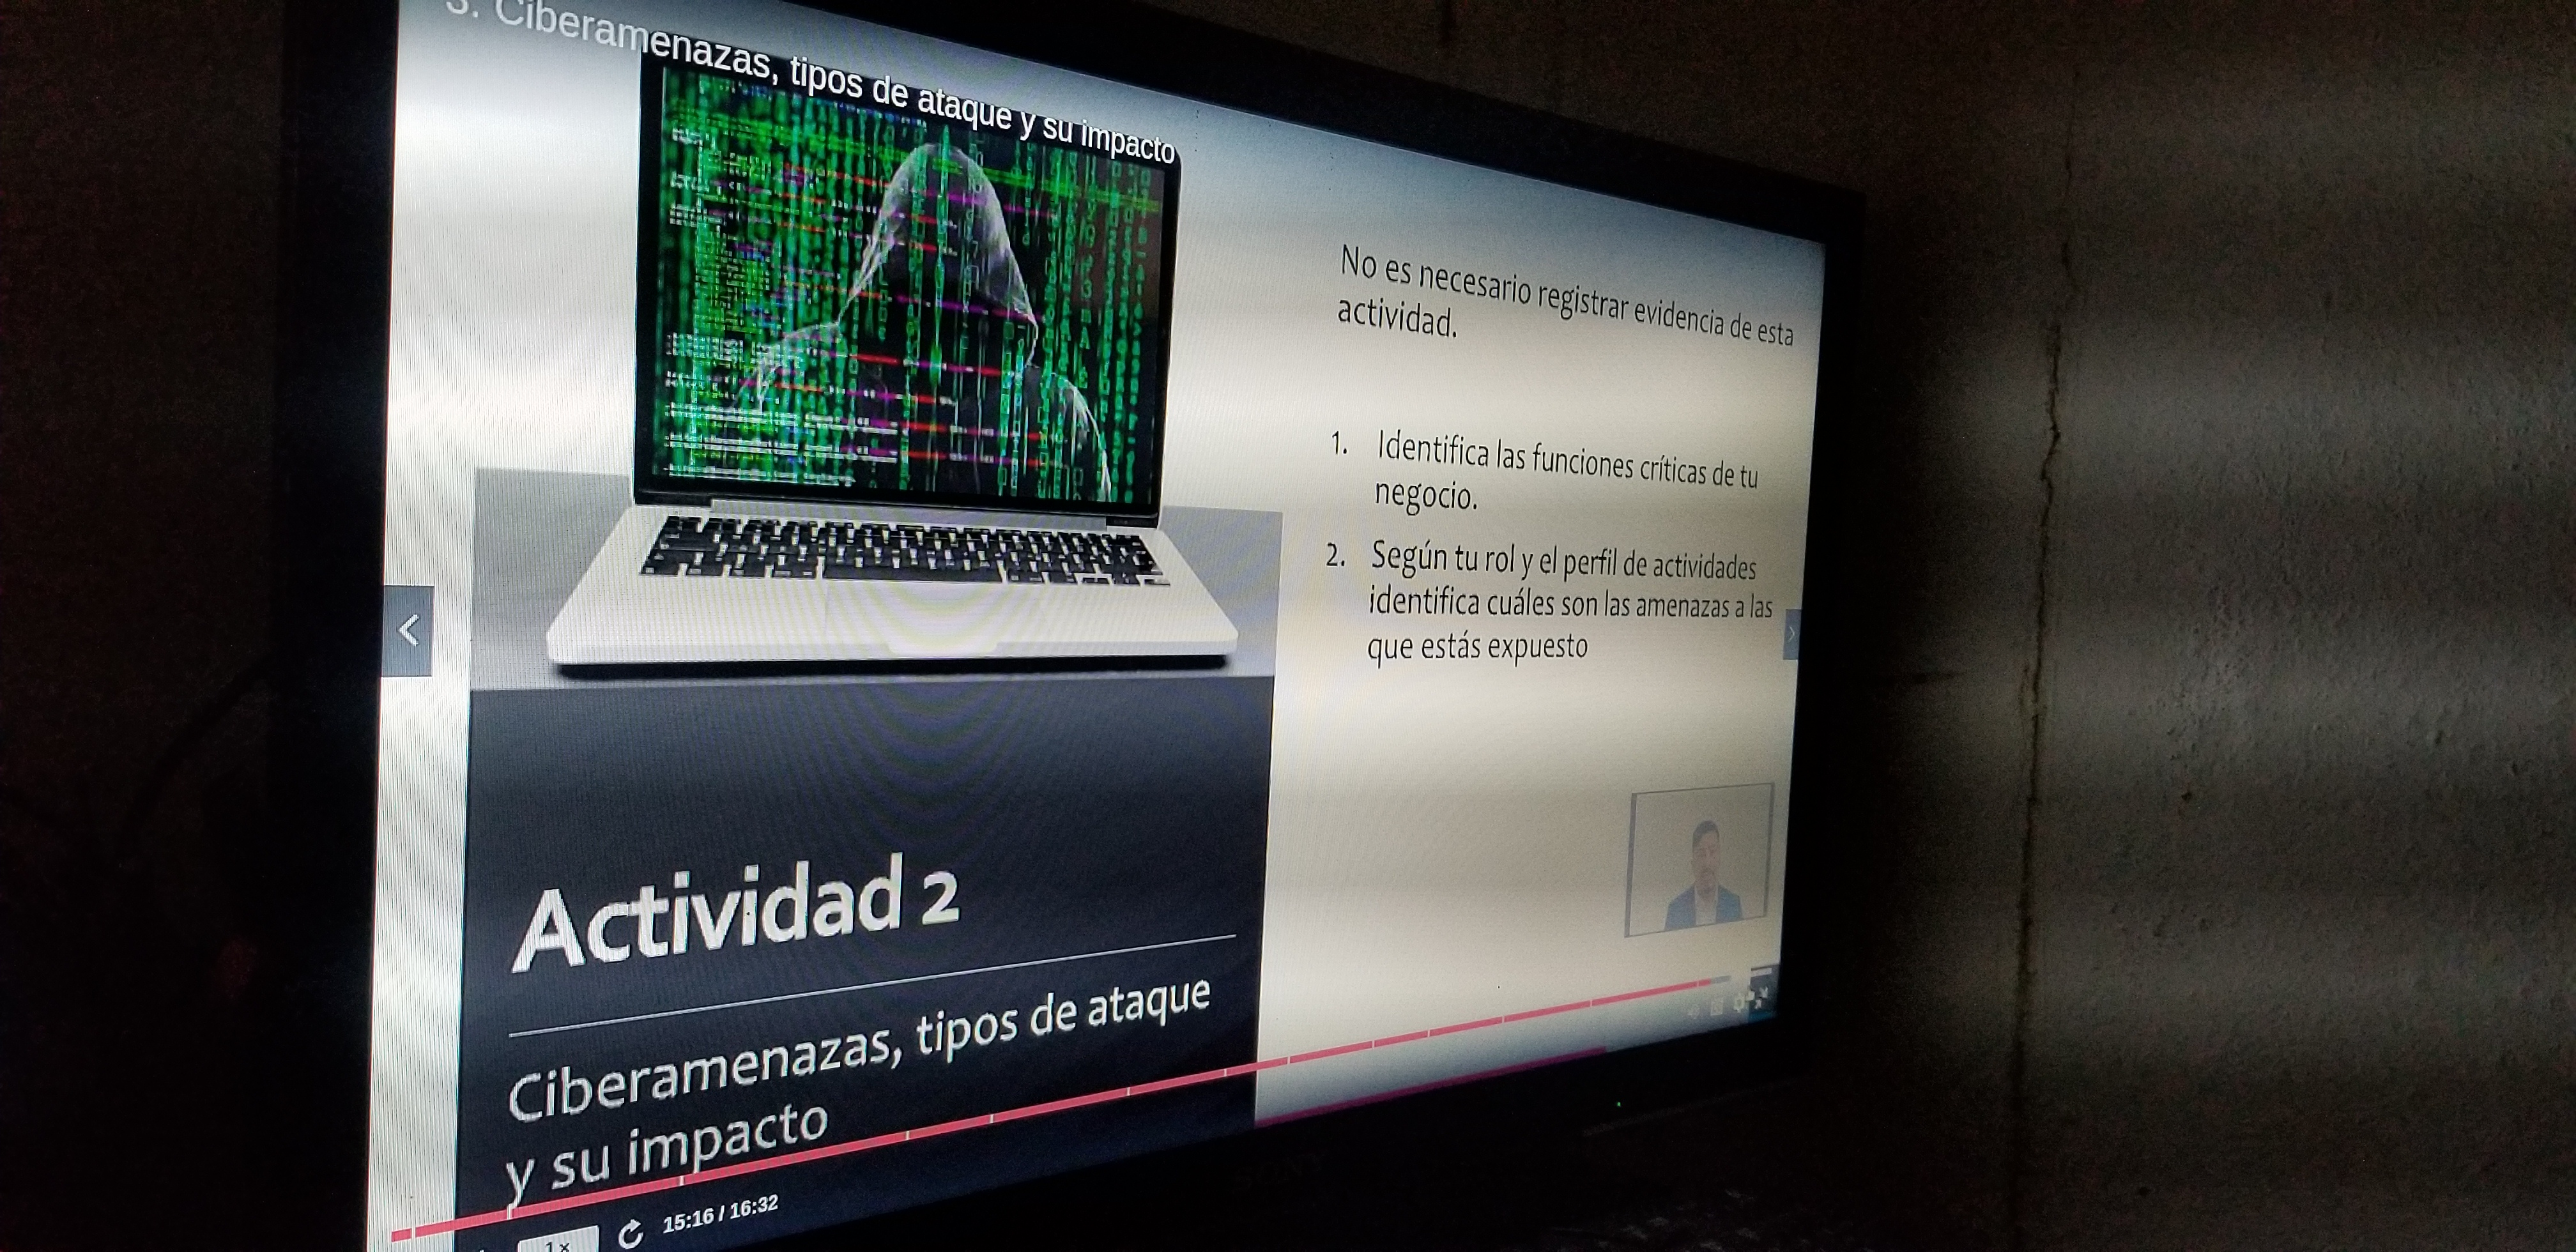 3. Ciberamenazas, tipos de ataque y su impacto
No es necesario registrar evidencia de esta
actividad.
1. Identifica las funciones críticas de tu
negocio.
2. Según tu rol y el perfil de actividades
identifica cuáles son las amenazas a las
que estás expuesto
Actividad 2
Ciberamenazas, tipos de ataque
y su impacto
1x
15:16 / 16:32